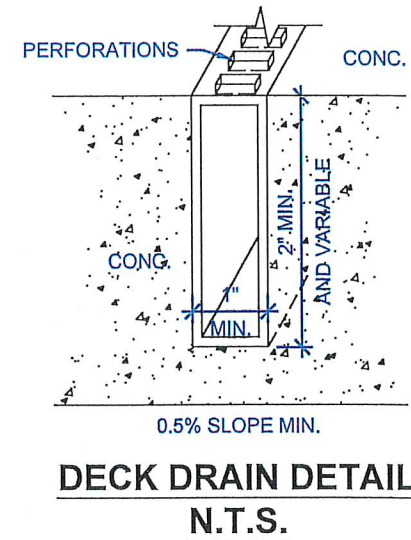 PERFORATIONS
CONC.
2" MIN.
AND VARIABLE
CONC.
1"
MIN.
0.5% SLOPE MIN.
DECK DRAIN DETAIL
N.T.S.